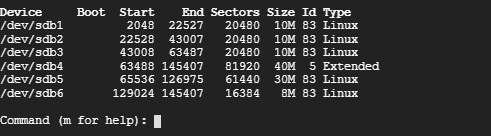 Device Boot Start End Sectors Size Id Type
/dev/sdb1 2048 22527 20480 10M 83 Linux
/dev/sdb2 22528 43007 20480 10M 83 Linux
/dev/sdb3 43008 63487 20480 10M 83 Linux
/dev/sdb4 63488 145407 81920 40M 5 Extended
/dev/sdb5 65536 126975 61440 30M 83 Linux
/dev/sdb6 129024 145407 16384 8M 83 Linux
Command (m for help):